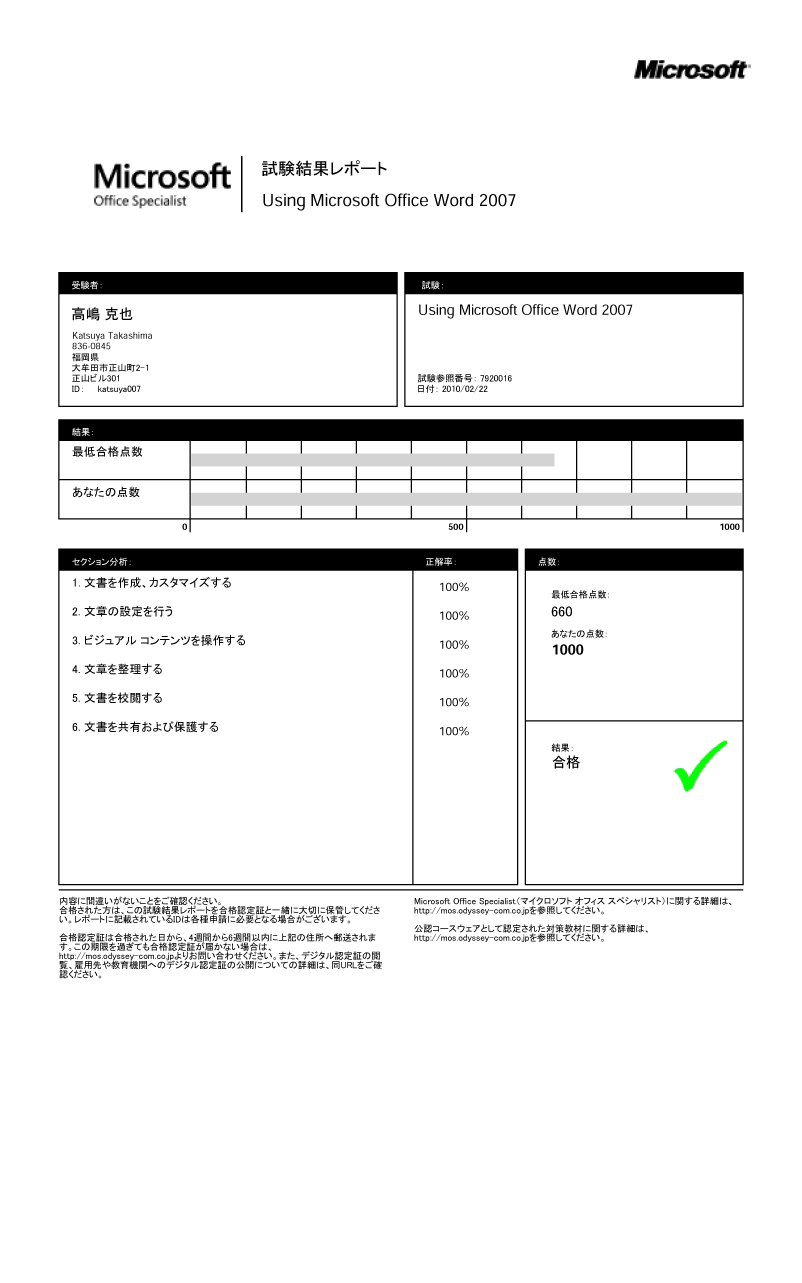 Microsoft
Microsoft
Office Specialist
試験結果レポート
Using Microsoft Office Word 2007
受験者:
高嶋 克也
Katsuya Takashima
836-0845
福岡県
大牟田市正山町2-1
正山ビル301
ID: katsuya007
試験:
Using Microsoft Office Word 2007
試験参照番号: 7920016
日付: 2010/02/22
結果:
最低合格点数
あなたの点数
0 500 1000
セクション分析: 正解率:
1. 文書を作成、カスタマイズする 100%
2. 文章の設定を行う 100%
3. ビジュアル コンテンツを操作する 100%
4. 文章を整理する 100%
5. 文書を校閲する 100%
6. 文書を共有および保護する 100%
点数:
最低合格点数:
660
あなたの点数:
1000
結果:
合格
内容に間違いがないことをご確認ください。
合格された方は、この試験結果レポートを合格認定証と一緒に大切に保管してくださ
い。レポートに記載されているIDは各種申請に必要となる場合がございます。
合格認定証は合格された日から、4週間から6週間以内に上記の住所へ郵送されま
す。この期限を過ぎても合格認定証が届かない場合は、
http://mos.odyssey-com.co.jpよりお問い合わせください。また、デジタル認定証の閲
覧、雇用先や教育機関へのデジタル認定証の公開についての詳細は、同URLをご確
認ください。
Microsoft Office Specialist(マイクロソフト オフィス スペシャリスト)に関する詳細は、
http://mos.odyssey-com.co.jpを参照してください。
公認コースウェアとして認定された対策教材に関する詳細は、
http://mos.odyssey-com.co.jpを参照してください。